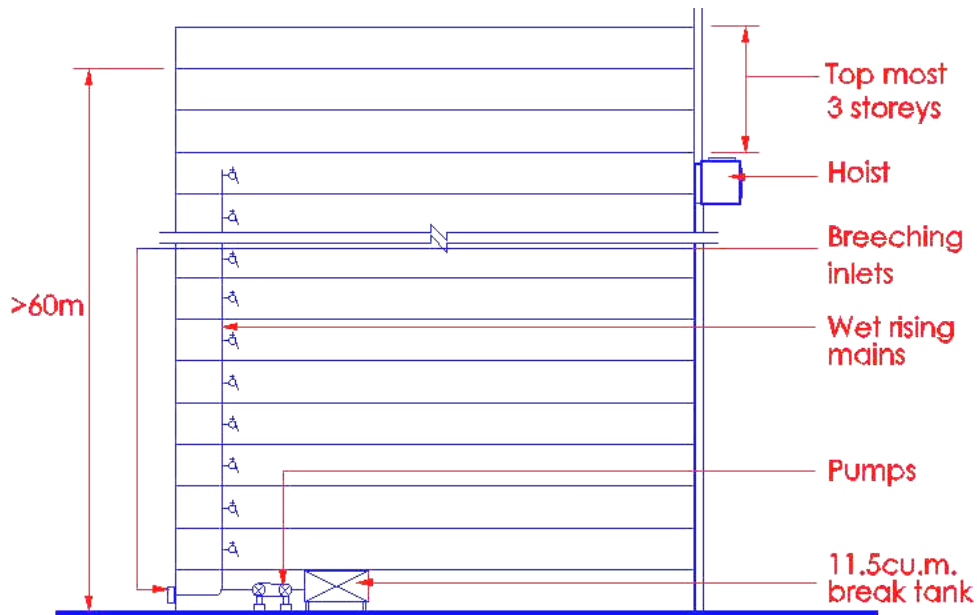 Top most
3 storeys
Hoist
Breeching
inlets
>60m
Wet rising
mains
Pumps
11.5cu.m.
break tank